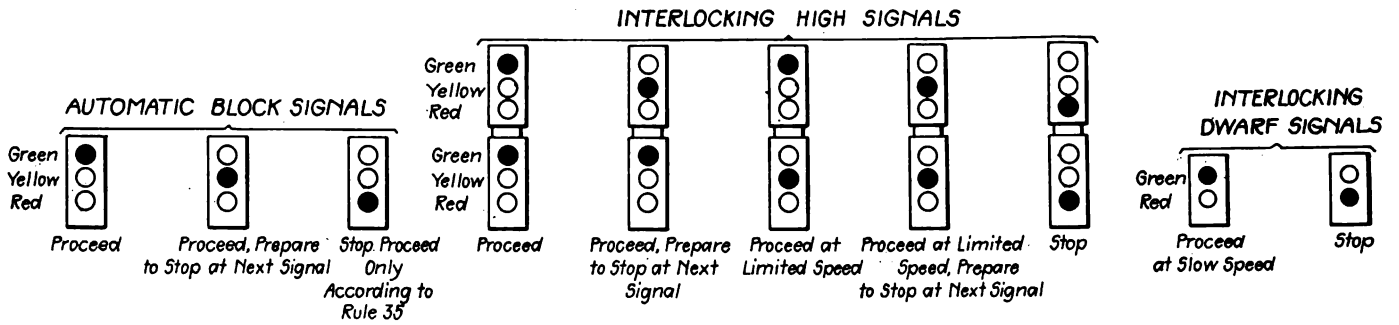 INTERLOCKING HIGH SIGNALS
Green
Yellow
Red
Green
Yellow
Red
Proceed
Proceed, Prepare
to Stop at Next
Signal
Proceed at
Limited Speed
Proceed at Limited
Speed, Prepare
to Stop at Next Signal
Stop
AUTOMATIC BLOCK SIGNALS
Green
Yellow
Red
Proceed
Proceed, Prepare
to Stop at Next Signal
Stop. Proceed
Only
According to
Rule 35
INTERLOCKING
DWARF SIGNALS
Green
Red
Proceed
at Slow Speed
Stop